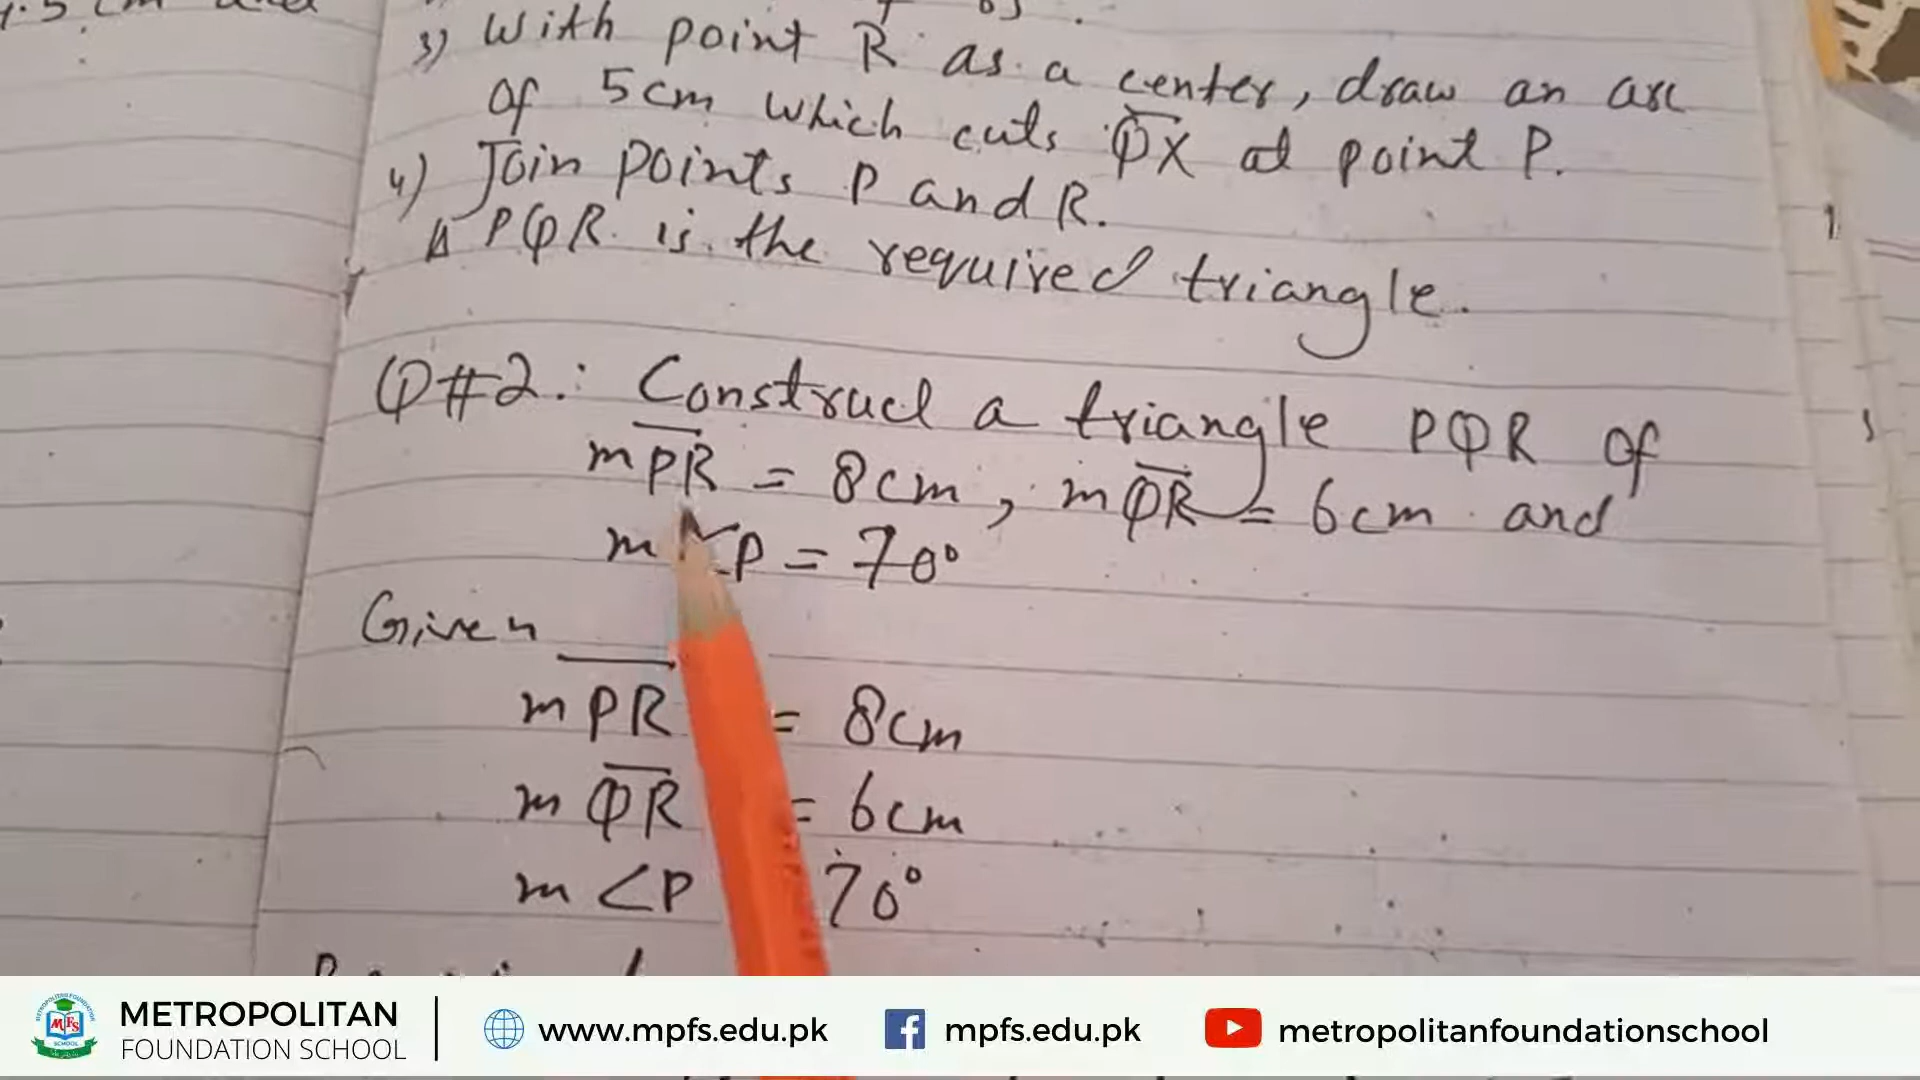 3) With point R as a center, draw an arc
of 5cm which cuts QX at point P.
4) Join points P and R.
Δ PQR is the required triangle.
Q#2: Construct a triangle PQR of
mPR = 8cm, mQR = 6cm and
m<P = 70°
Given
mPR = 8cm
mQR = 6cm
m<P 70°
METROPOLITAN
FOUNDATION SCHOOL
www.mpfs.edu.pk
mpfs.edu.pk
metropolitanfoundationschool